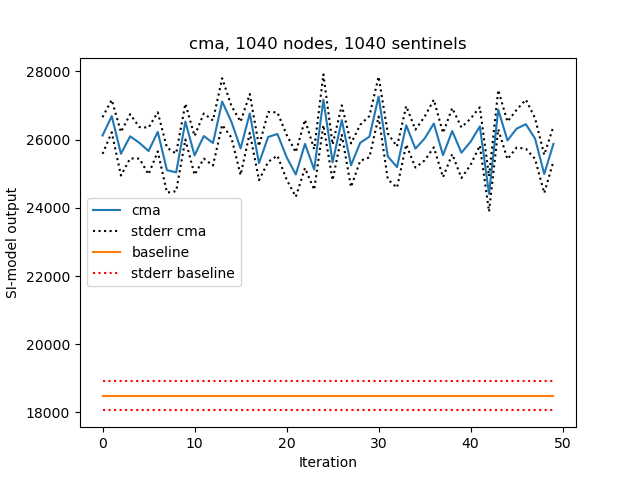 cma, 1040 nodes, 1040 sentinels
28000
26000
24000
22000
20000
18000
SI-model output
cma
stderr cma
baseline
stderr baseline
0
10
20
30
40
50
Iteration